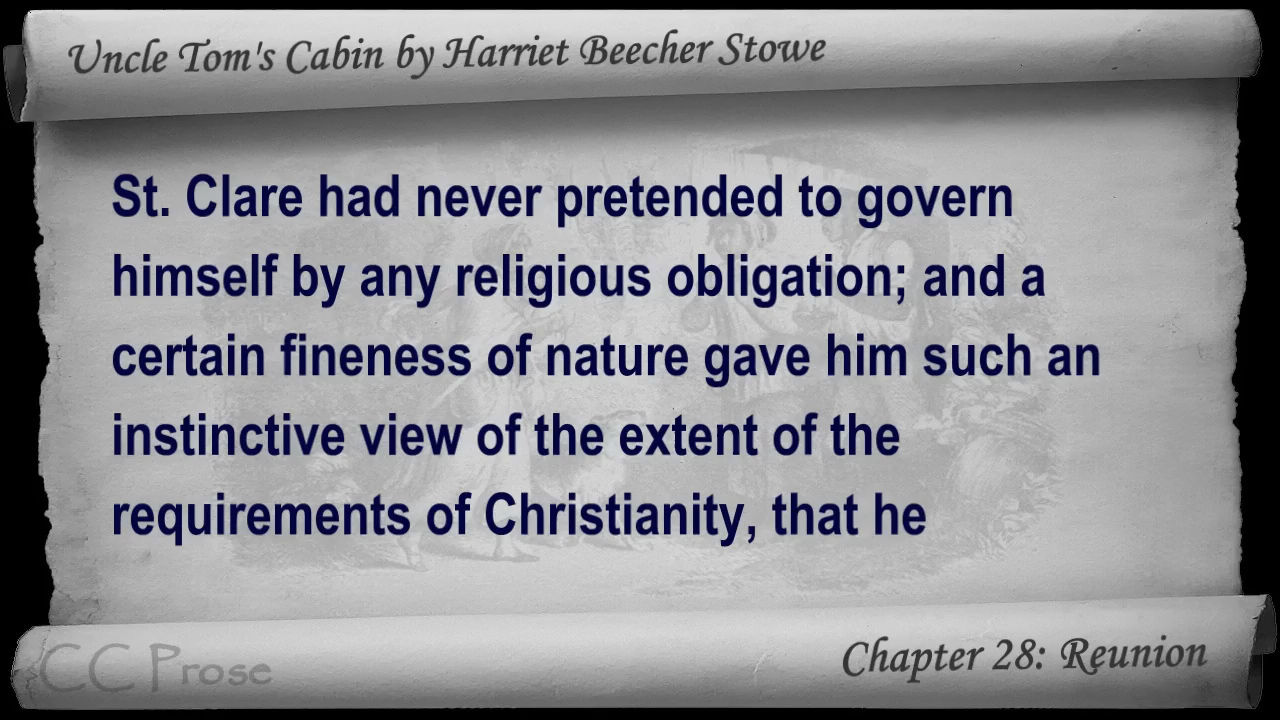 Uncle Tom's Cabin by Harriet Beecher Stowe
St. Clare had never pretended to govern
himself by any religious obligation; and a
certain fineness of nature gave him such an
instinctive view of the extent of the
requirements of Christianity, that he
CC Prose
Chapter 28: Reunion